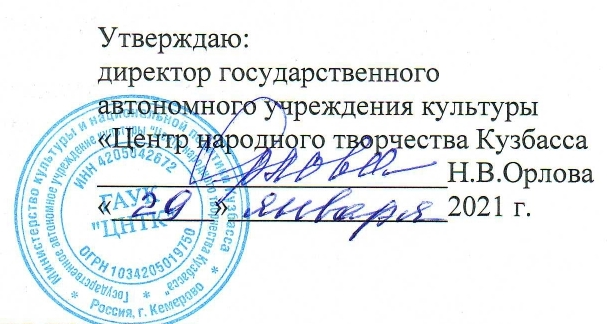 Утверждаю:
директор государственного
автономного учреждения культуры
«Центр народного творчества Кузбасса
Орлова Н.В.Орлова
« 29 » января 2021 г.
Министерство культуры и национальной политики Кузбасса
Государственное автономное учреждение культуры "Центр народного творчества Кузбасса"
ИНН 4205042672
ГАУК
"ЦНТК"
ОГРН 1034205019750
* Россия, г. Кемерово *